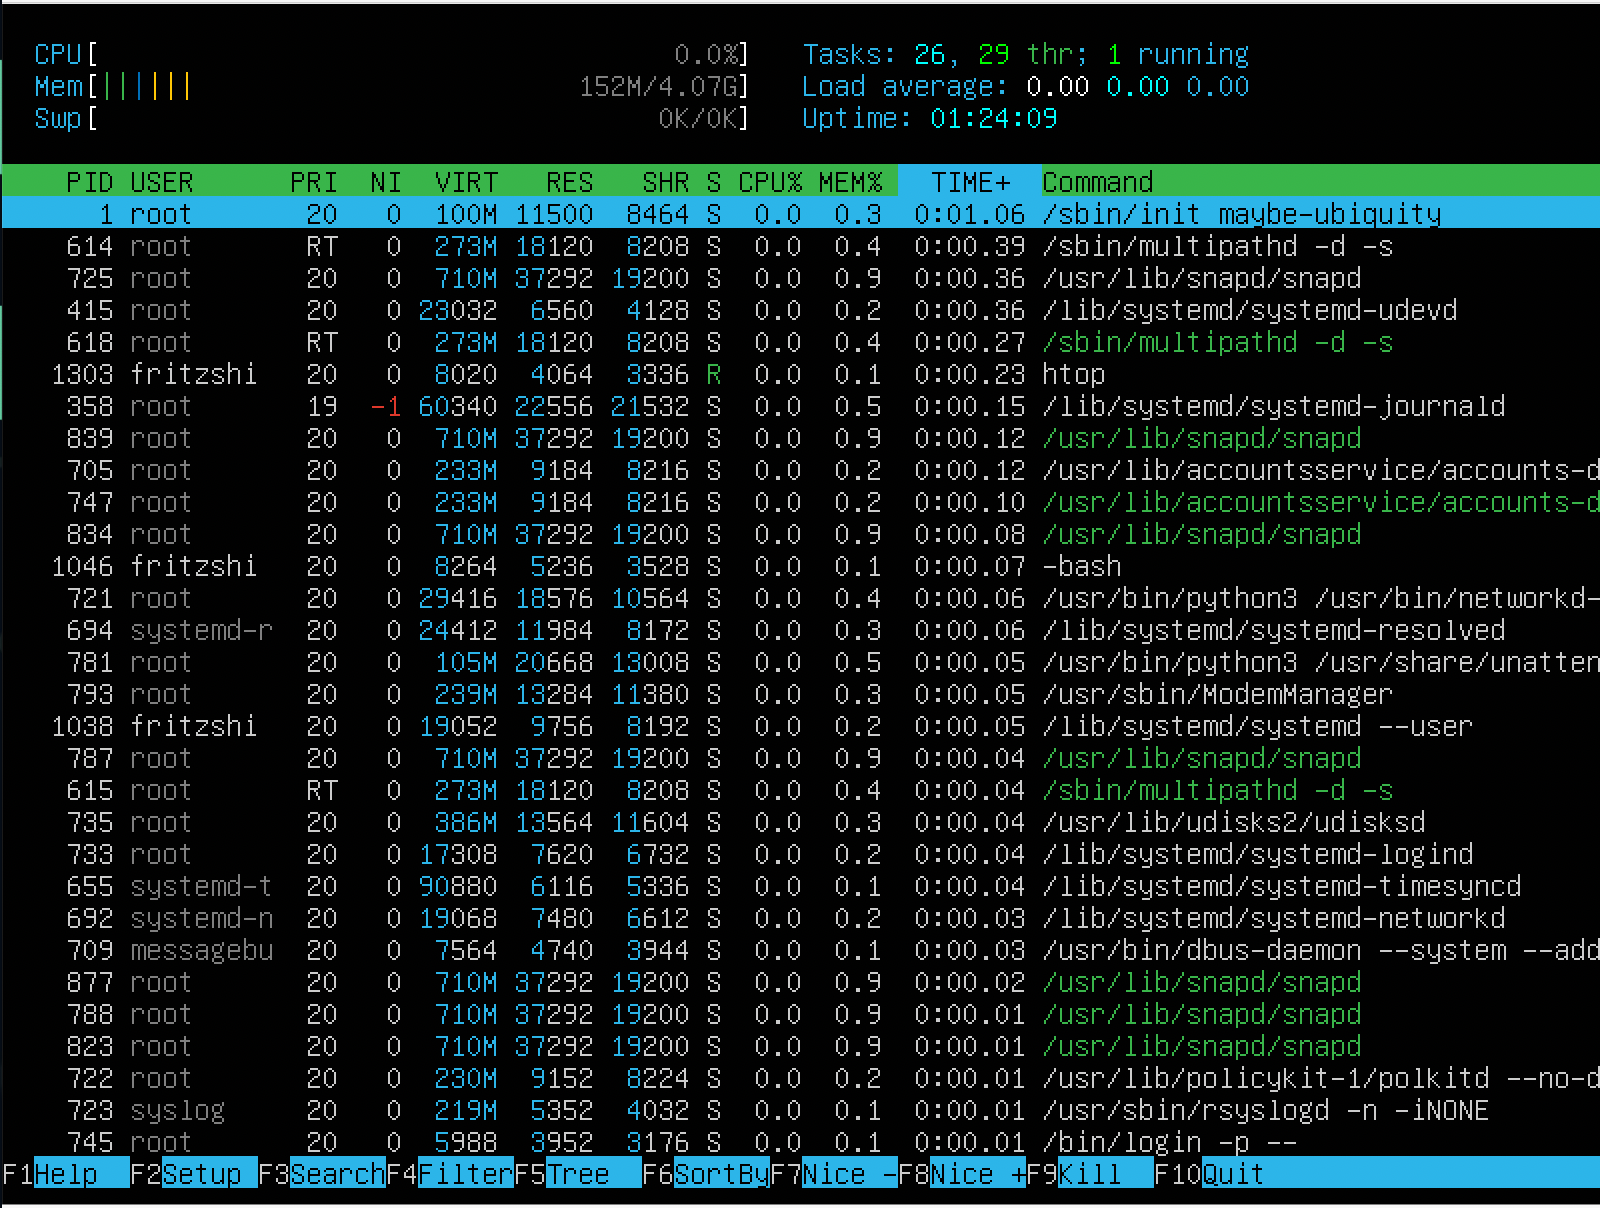 CPU[ 0.0%] Tasks: 26, 29 thr; 1 running
Mem[|||||| 152M/4.07G] Load average: 0.00 0.00 0.00
Swp[ 0K/0K] Uptime: 01:24:09
PID USER PRI NI VIRT RES SHR S CPU% MEM% TIME+ Command
1 root 20 0 100M 11500 8464 S 0.0 0.3 0:01.06 /sbin/init maybe-ubiquity
614 root RT 0 273M 18120 8208 S 0.0 0.4 0:00.39 /sbin/multipathd -d -s
725 root 20 0 710M 37292 19200 S 0.0 0.9 0:00.36 /usr/lib/snapd/snapd
415 root 20 0 23032 6560 4128 S 0.0 0.2 0:00.36 /lib/systemd/systemd-udevd
618 root RT 0 273M 18120 8208 S 0.0 0.4 0:00.27 /sbin/multipathd -d -s
1303 fritzshi 20 0 8020 4064 3336 R 0.0 0.1 0:00.23 htop
358 root 19 -1 60340 22556 21532 S 0.0 0.5 0:00.15 /lib/systemd/systemd-journald
839 root 20 0 710M 37292 19200 S 0.0 0.9 0:00.12 /usr/lib/snapd/snapd
705 root 20 0 233M 9184 8216 S 0.0 0.2 0:00.12 /usr/lib/accountsservice/accounts-d
747 root 20 0 233M 9184 8216 S 0.0 0.2 0:00.10 /usr/lib/accountsservice/accounts-d
834 root 20 0 710M 37292 19200 S 0.0 0.9 0:00.08 /usr/lib/snapd/snapd
1046 fritzshi 20 0 8264 5236 3528 S 0.0 0.1 0:00.07 -bash
721 root 20 0 29416 18576 10564 S 0.0 0.4 0:00.06 /usr/bin/python3 /usr/bin/networkd-
694 systemd-r 20 0 24412 11984 8172 S 0.0 0.3 0:00.06 /lib/systemd/systemd-resolved
781 root 20 0 105M 20668 13008 S 0.0 0.5 0:00.05 /usr/bin/python3 /usr/share/unatten
793 root 20 0 239M 13284 11380 S 0.0 0.3 0:00.05 /usr/sbin/ModemManager
1038 fritzshi 20 0 19052 9756 8192 S 0.0 0.2 0:00.05 /lib/systemd/systemd --user
787 root 20 0 710M 37292 19200 S 0.0 0.9 0:00.04 /usr/lib/snapd/snapd
615 root RT 0 273M 18120 8208 S 0.0 0.4 0:00.04 /sbin/multipathd -d -s
735 root 20 0 386M 13564 11604 S 0.0 0.3 0:00.04 /usr/lib/udisks2/udisksd
733 root 20 0 17308 7620 6732 S 0.0 0.2 0:00.04 /lib/systemd/systemd-logind
655 systemd-t 20 0 90880 6116 5336 S 0.0 0.1 0:00.04 /lib/systemd/systemd-timesyncd
692 systemd-n 20 0 19068 7480 6612 S 0.0 0.2 0:00.03 /lib/systemd/systemd-networkd
709 messagebu 20 0 7564 4740 3944 S 0.0 0.1 0:00.03 /usr/bin/dbus-daemon --system --add
877 root 20 0 710M 37292 19200 S 0.0 0.9 0:00.02 /usr/lib/snapd/snapd
788 root 20 0 710M 37292 19200 S 0.0 0.9 0:00.01 /usr/lib/snapd/snapd
823 root 20 0 710M 37292 19200 S 0.0 0.9 0:00.01 /usr/lib/snapd/snapd
722 root 20 0 230M 9152 8224 S 0.0 0.2 0:00.01 /usr/lib/policykit-1/polkitd --no-d
723 syslog 20 0 219M 5352 4032 S 0.0 0.1 0:00.01 /usr/sbin/rsyslogd -n -iNONE
745 root 20 0 5988 3952 3176 S 0.0 0.1 0:00.01 /bin/login -p --
F1Help F2Setup F3SearchF4FilterF5Tree F6SortByF7Nice -F8Nice +F9Kill F10Quit